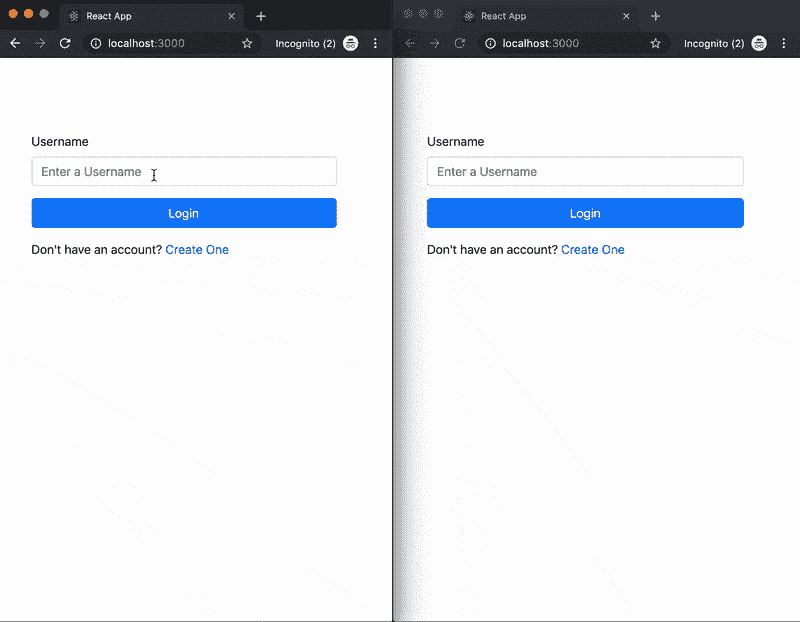 React App
localhost:3000
Incognito (2)
Username
Enter a Username
Login
Don't have an account? Create One
React App
localhost:3000
Incognito (2)
Username
Enter a Username
Login
Don't have an account? Create One